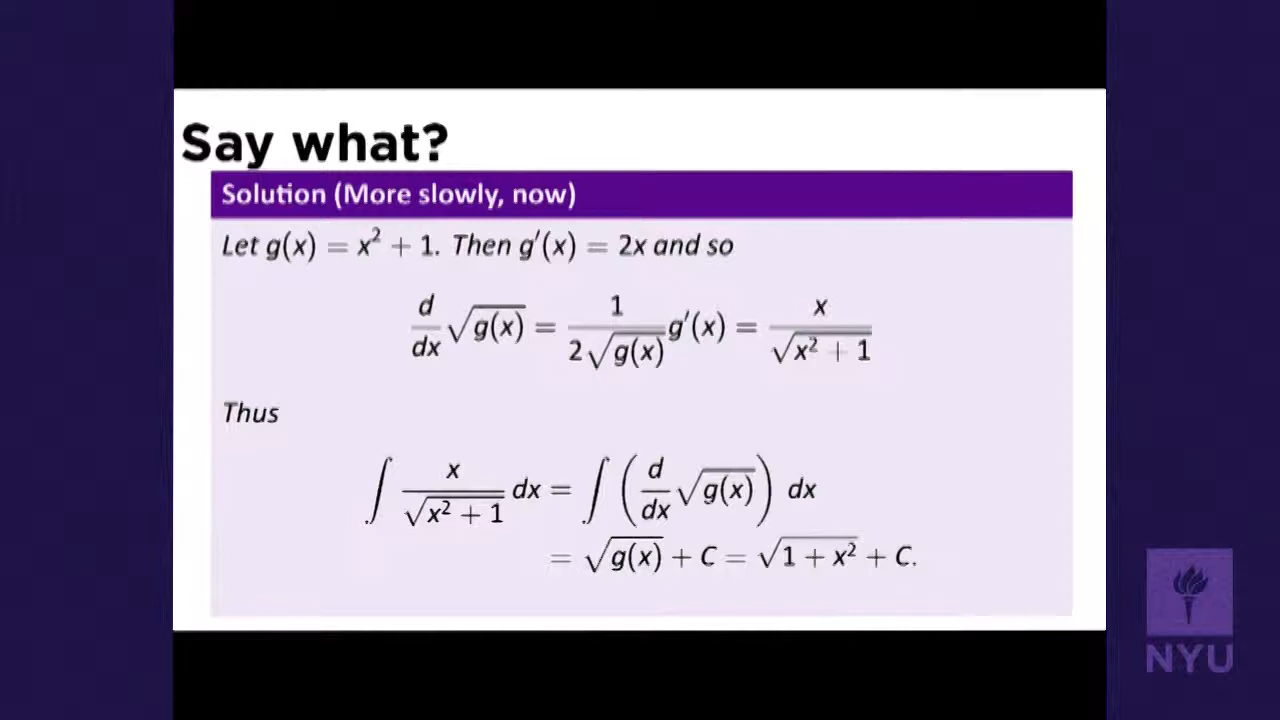 Say what?
Solution (More slowly, now)
Let g(x) = x² + 1. Then g′(x) = 2x and so
d/dx √g(x) = 1/(2√g(x)) g′(x) = x/√(x² + 1)
Thus
∫ x/√(x² + 1) dx = ∫ (d/dx √g(x)) dx
= √g(x) + C = √(1 + x²) + C.
NYU